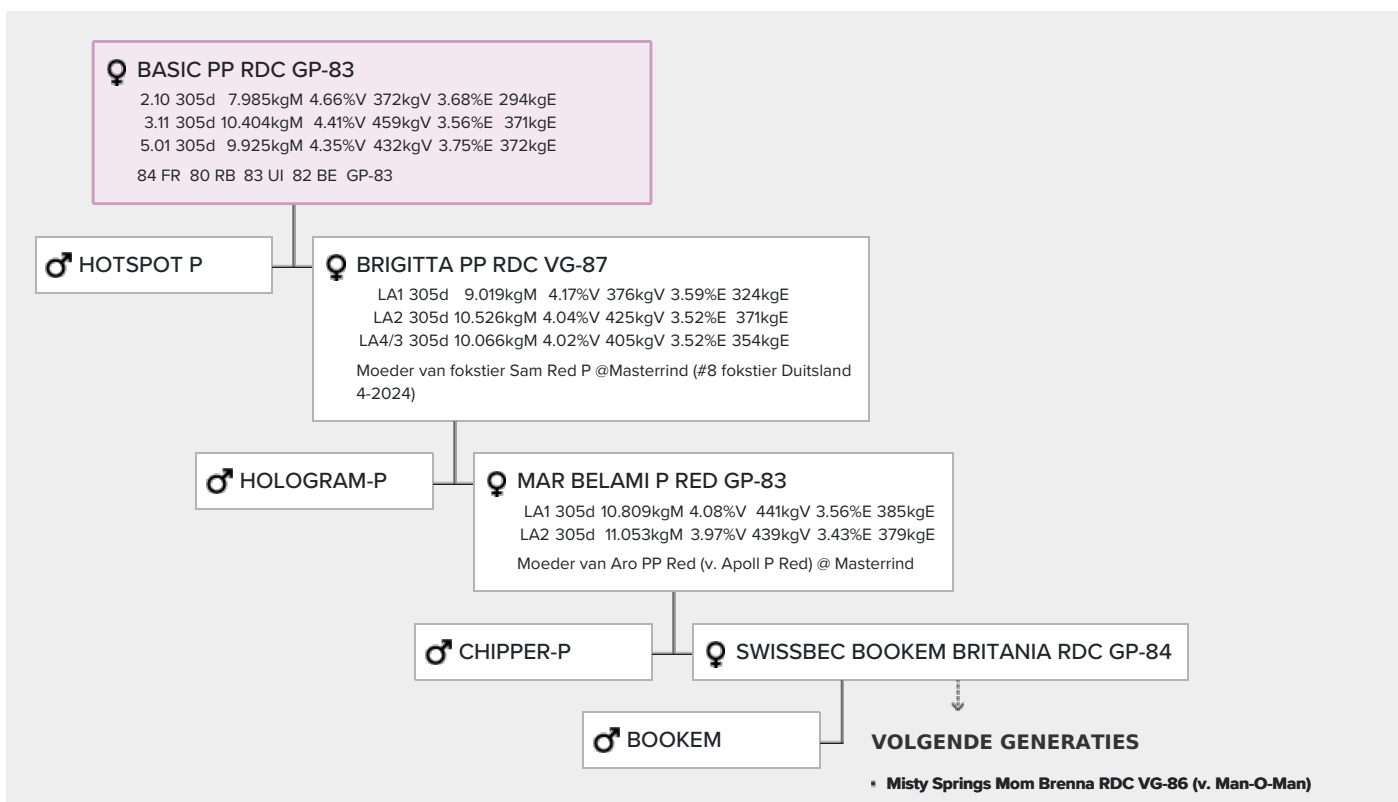 BASIC PP RDC GP-83
2.10 305d 7.985kgM 4.66%V 372kgV 3.68%E 294kgE
3.11 305d 10.404kgM 4.41%V 459kgV 3.56%E 371kgE
5.01 305d 9.925kgM 4.35%V 432kgV 3.75%E 372kgE
84 FR 80 RB 83 UI 82 BE GP-83
HOTSPOT P
BRIGITTA PP RDC VG-87
LA1 305d 9.019kgM 4.17%V 376kgV 3.59%E 324kgE
LA2 305d 10.526kgM 4.04%V 425kgV 3.52%E 371kgE
LA4/3 305d 10.066kgM 4.02%V 405kgV 3.52%E 354kgE
Moeder van fokstier Sam Red P @Masterrind (#8 fokstier Duitsland
4-2024)
HOLOGRAM-P
MAR BELAMI P RED GP-83
LA1 305d 10.809kgM 4.08%V 441kgV 3.56%E 385kgE
LA2 305d 11.053kgM 3.97%V 439kgV 3.43%E 379kgE
Moeder van Aro PP Red (v. Apoll P Red) @ Masterrind
CHIPPER-P
SWISSBEC BOOKEM BRITANIA RDC GP-84
BOOKEM
VOLGENDE GENERATIES
▪ Misty Springs Mom Brenna RDC VG-86 (v. Man-O-Man)